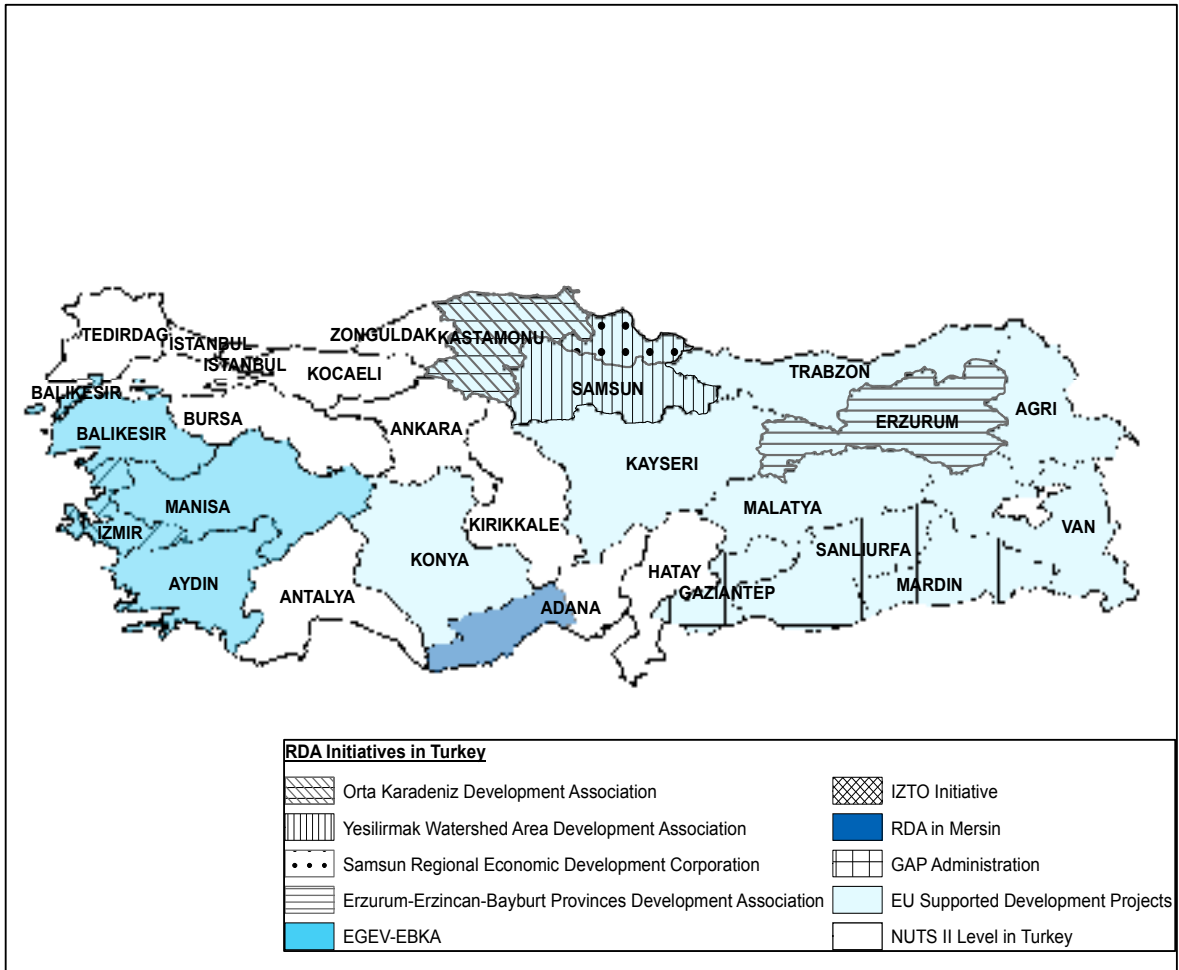 ZONGULDAK
KASTAMONU
TEDIRDAG
ISTANBUL
ISTANBUL
KOCAELI
SAMSUN
TRABZON
BALIKESIR
BURSA
ANKARA
ERZURUM
AGRI
BALIKESIR
KAYSERI
MANISA
MALATYA
IZMIR
KIRIKKALE
VAN
KONYA
SANLIURFA
AYDIN
HATAY
MARDIN
ANTALYA
ADANA
GAZIANTEP
RDA Initiatives in Turkey
Orta Karadeniz Development Association
IZTO Initiative
Yesilirmak Watershed Area Development Association
RDA in Mersin
Samsun Regional Economic Development Corporation
GAP Administration
Erzurum-Erzincan-Bayburt Provinces Development Association
EU Supported Development Projects
EGEV-EBKA
NUTS II Level in Turkey